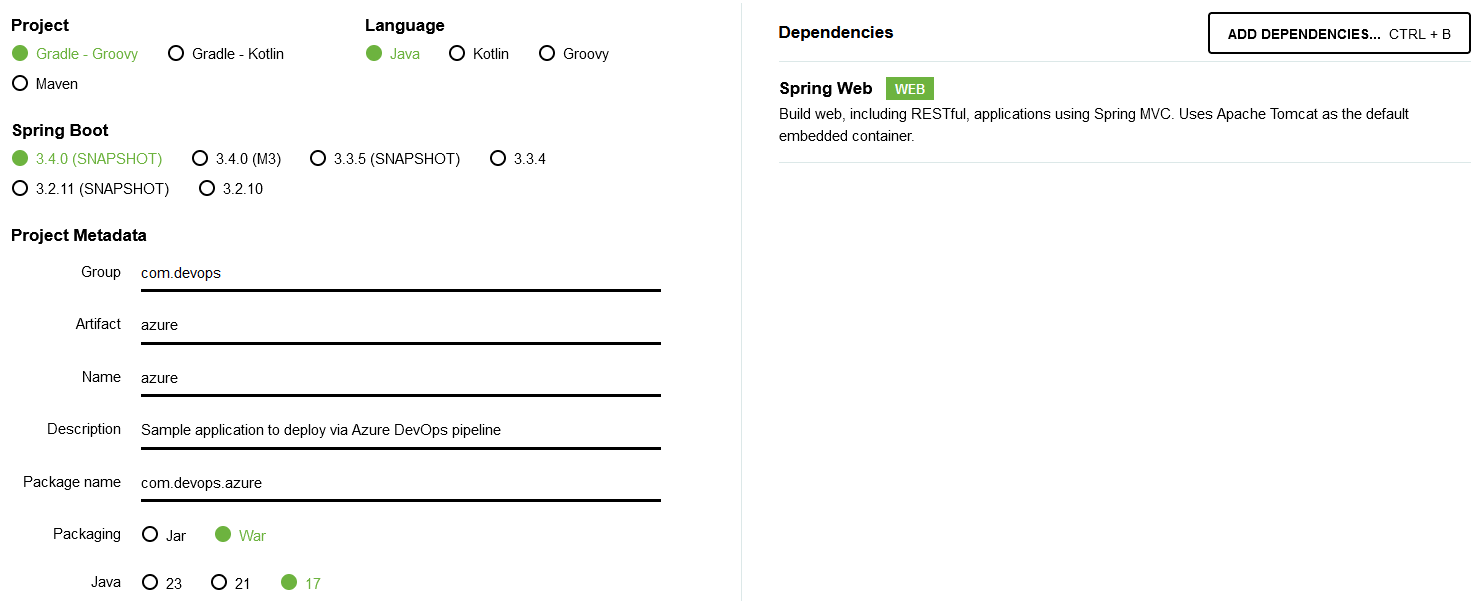 Project
Gradle - Groovy Gradle - Kotlin
Maven
Language
Java Kotlin Groovy
Spring Boot
3.4.0 (SNAPSHOT) 3.4.0 (M3) 3.3.5 (SNAPSHOT) 3.3.4
3.2.11 (SNAPSHOT) 3.2.10
Project Metadata
Group com.devops
Artifact azure
Name azure
Description Sample application to deploy via Azure DevOps pipeline
Package name com.devops.azure
Packaging Jar War
Java 23 21 17
Dependencies
ADD DEPENDENCIES... CTRL + B
Spring Web WEB
Build web, including RESTful, applications using Spring MVC. Uses Apache Tomcat as the default
embedded container.